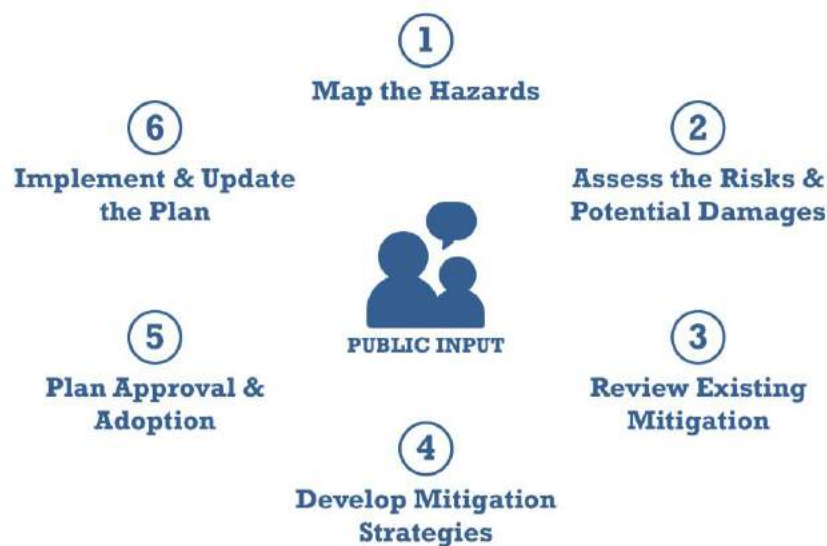 1
Map the Hazards
2
Assess the Risks &
Potential Damages
3
Review Existing
Mitigation
4
Develop Mitigation
Strategies
5
Plan Approval &
Adoption
6
Implement & Update
the Plan
PUBLIC INPUT